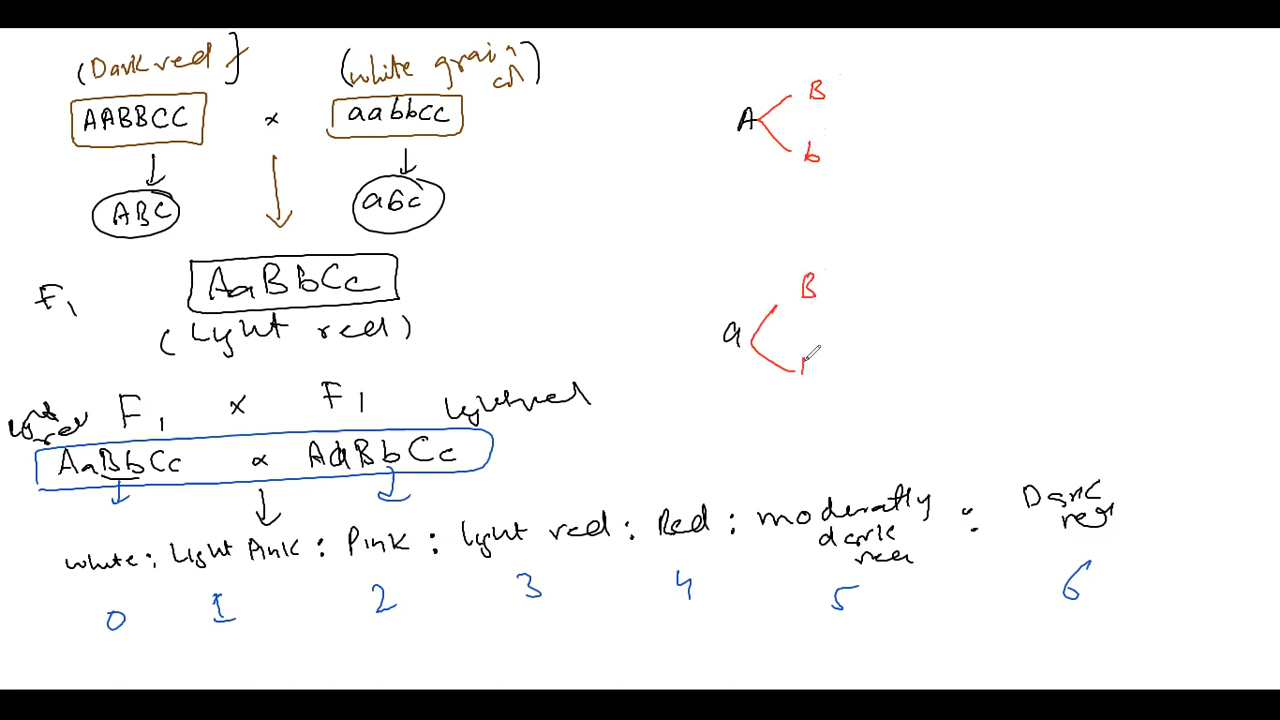 (Dark red} (white grain
AABBCC × aabbcc
ABC abc
F1 AaBbCc
(Light red)
F1 × F1 Light red
AaBbCc × AaBbCc
white : Light Pink : Pink : light red : Red : moderatly dark red : Dark red
0 1 2 3 4 5 6
A B
b
a B